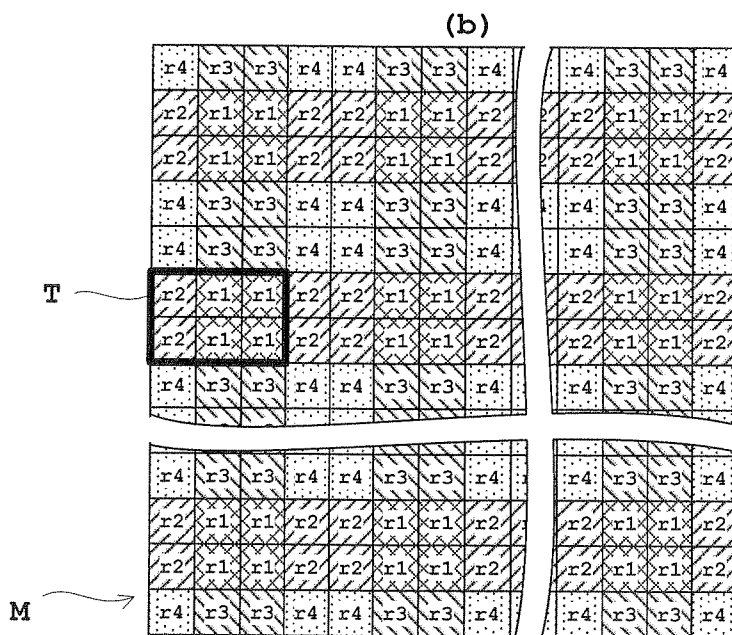 (b)
r4 r3 r3 r4 r4 r3 r3 r4 r4 r3 r3 r4
r2 r1 r1 r2 r2 r1 r1 r2 2 r2 r1 r1 r2
r2 r1 r1 r2 r2 r1 r1 r2 2 r2 r1 r1 r2
r4 r3 r3 r4 r4 r3 r3 r4 4 r4 r3 r3 r4
r4 r3 r3 r4 r4 r3 r3 r4 r4 r3 r3 r4
T r2 r1 r1 r2 r2 r1 r1 r2 r2 r1 r1 r2
r2 r1 r1 r2 r2 r1 r1 r2 r2 r1 r1 r2
r4 r3 r3 r4 r4 r3 r3 r4 r4 r3 r3 r4
r4 r3 r3 r4 r4 r3 r3 r4 r4 r3 r3 r4
r2 r1 r1 r2 r2 r1 r1 r2 r2 r1 r1 r2
r2 r1 r1 r2 r2 r1 r1 r2 r2 r1 r1 r2
M r4 r3 r3 r4 r4 r3 r3 r4 r4 r3 r3 r4